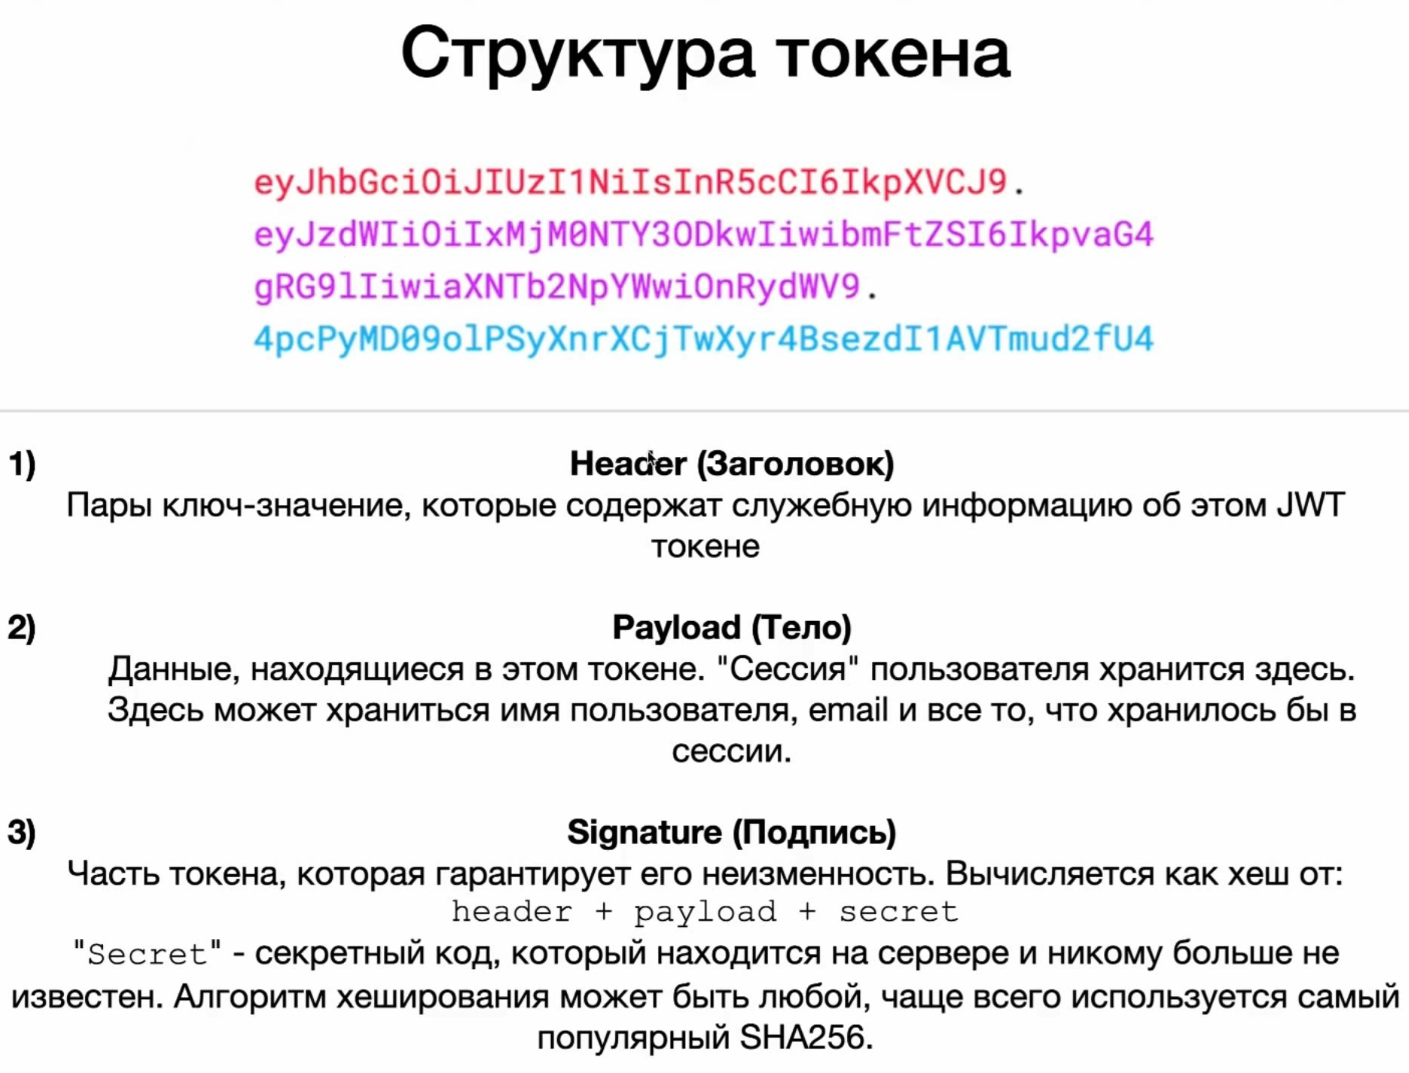 Структура токена
eyJhbGciOiJIUzI1NiIsInR5cCI6IkpXVCJ9.
eyJzdWIiOiIxMjM0NTY3ODkwIiwibmFtZSI6IkpvaG4
gRG9lIiwiaXNTb2NpYWwiOnRydWV9.
4pcPyMD09olPSyXnrXCjTwXyr4BsezdI1AVTmud2fU4
1) Header (Заголовок)
Пары ключ-значение, которые содержат служебную информацию об этом JWT
токене
2) Payload (Тело)
Данные, находящиеся в этом токене. "Сессия" пользователя хранится здесь.
Здесь может храниться имя пользователя, email и все то, что хранилось бы в
сессии.
3) Signature (Подпись)
Часть токена, которая гарантирует его неизменность. Вычисляется как хеш от:
header + payload + secret
"Secret" - секретный код, который находится на сервере и никому больше не
известен. Алгоритм хеширования может быть любой, чаще всего используется самый
популярный SHA256.